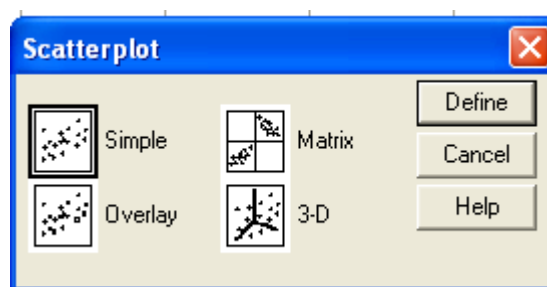 Scatterplot
Simple
Matrix
Overlay
3-D
Define
Cancel
Help